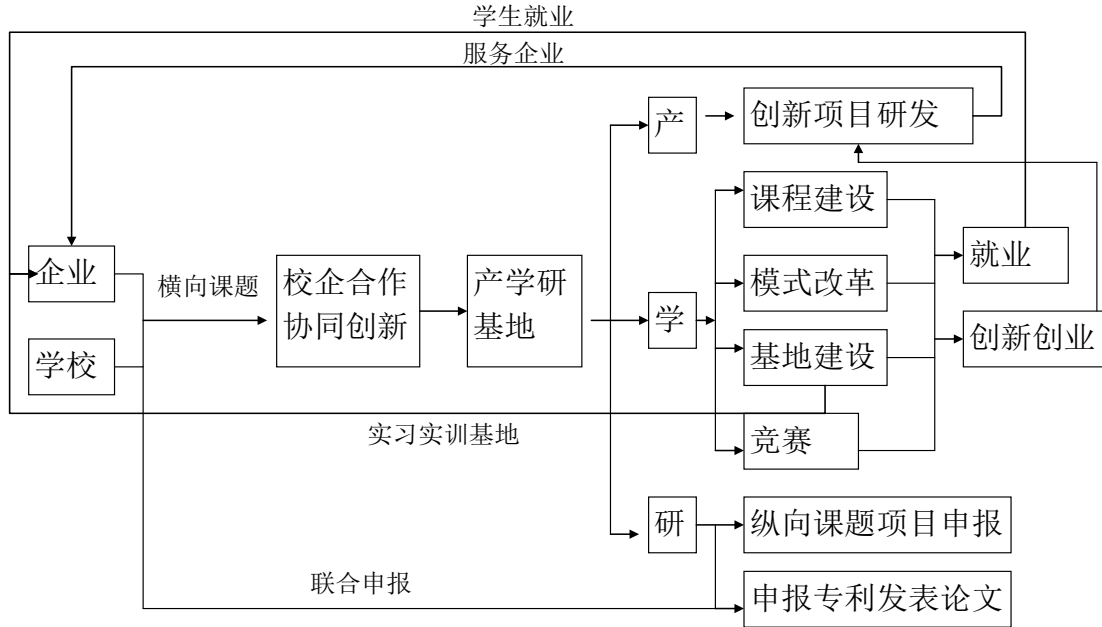 学生就业
服务企业
产
创新项目研发
课程建设
企业
横向课题
校企合作
协同创新
产学研
基地
学
模式改革
就业
学校
基地建设
创新创业
实习实训基地
竞赛
研
纵向课题项目申报
联合申报
申报专利发表论文